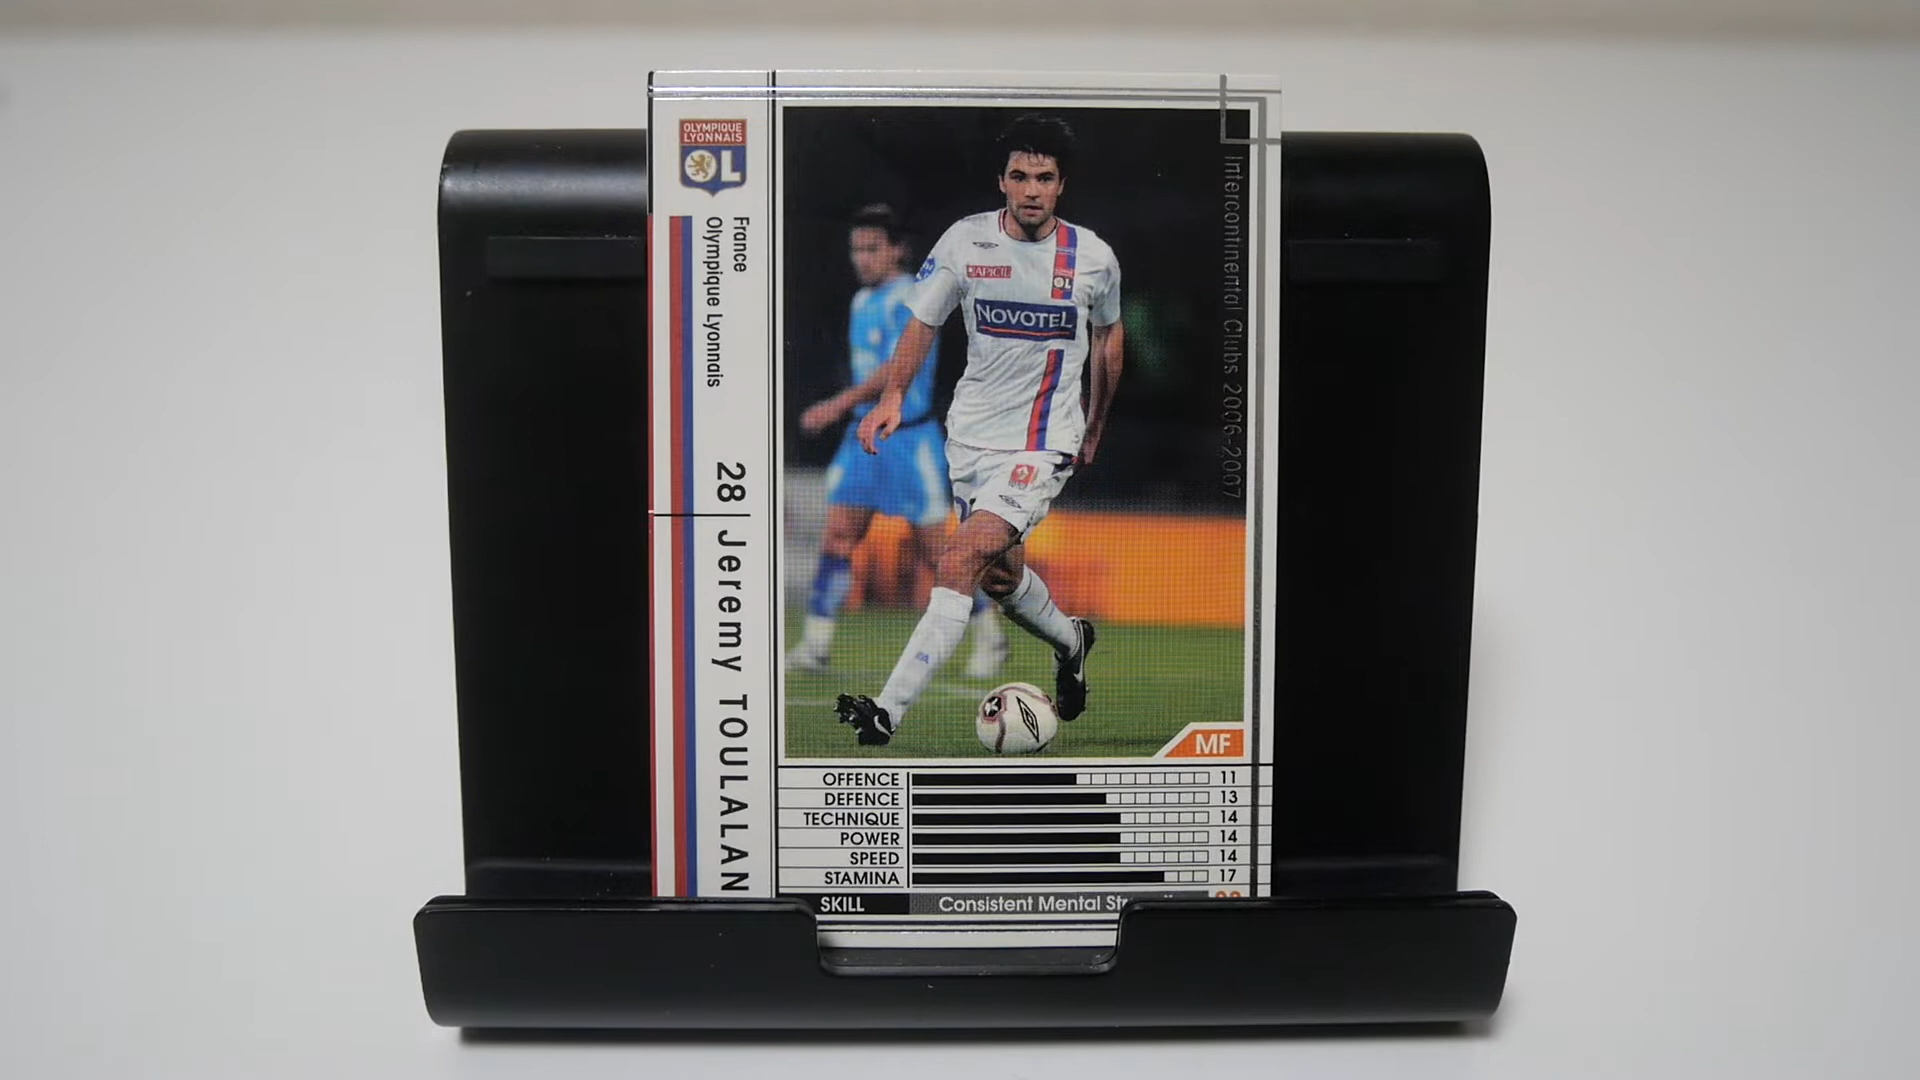 OLYMPIQUE
LYONNAIS
OL
France
Olympique Lyonnais
28 Jeremy TOULALAN
Intercontinental Clubs 2006-2007
APICIL
OL
NOVOTEL
MF
OFFENCE 11
DEFENCE 13
TECHNIQUE 14
POWER 14
SPEED 14
STAMINA 17
SKILL Consistent Mental